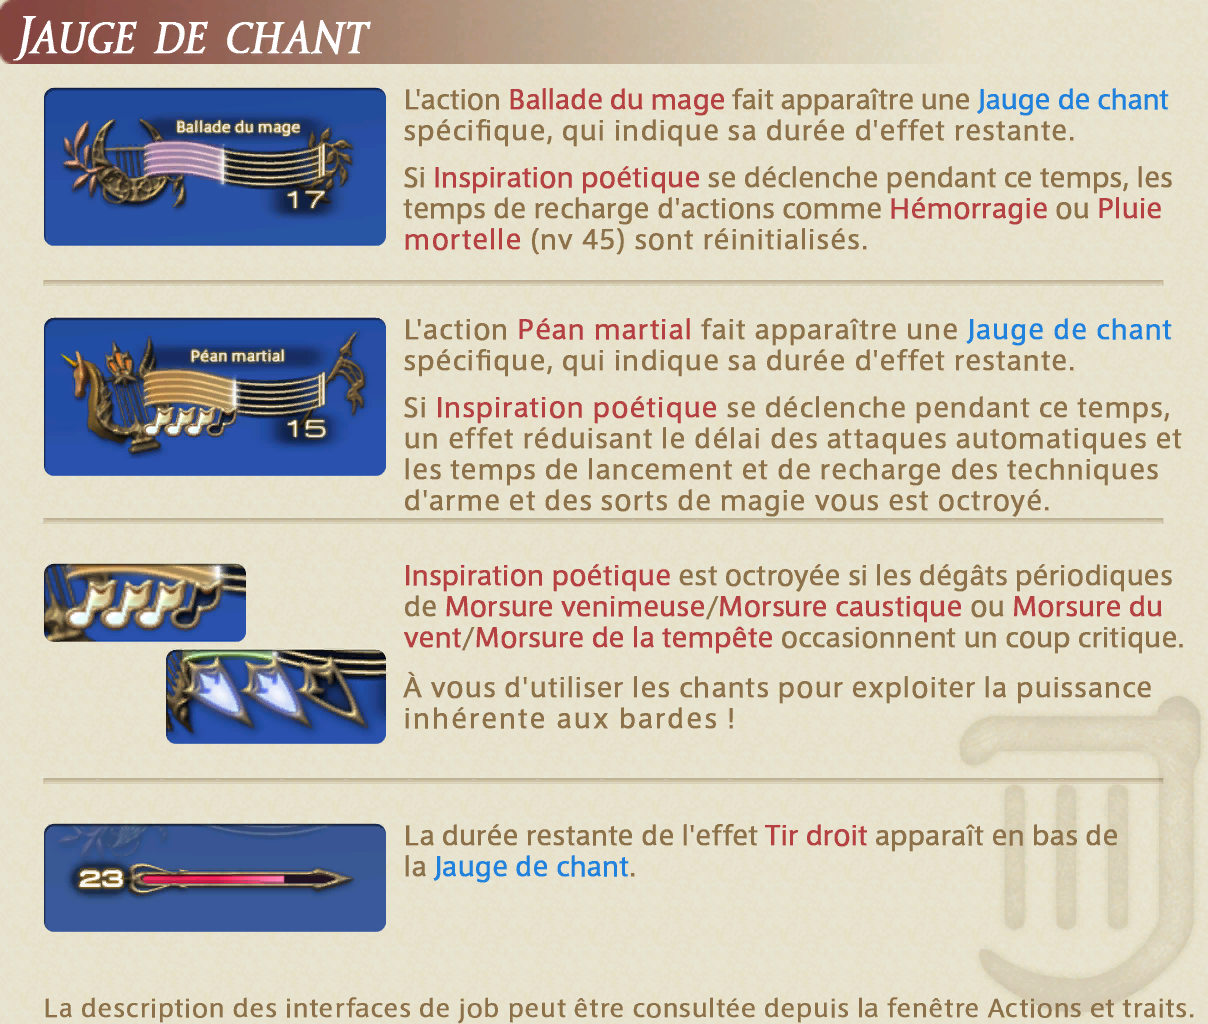 JAUGE DE CHANT
Ballade du mage
17
L'action Ballade du mage fait apparaître une Jauge de chant
spécifique, qui indique sa durée d'effet restante.
Si Inspiration poétique se déclenche pendant ce temps, les
temps de recharge d'actions comme Hémorragie ou Pluie
mortelle (nv 45) sont réinitialisés.
Péan martial
15
L'action Péan martial fait apparaître une Jauge de chant
spécifique, qui indique sa durée d'effet restante.
Si Inspiration poétique se déclenche pendant ce temps,
un effet réduisant le délai des attaques automatiques et
les temps de lancement et de recharge des techniques
d'arme et des sorts de magie vous est octroyé.
Inspiration poétique est octroyée si les dégâts périodiques
de Morsure venimeuse/Morsure caustique ou Morsure du
vent/Morsure de la tempête occasionnent un coup critique.
À vous d'utiliser les chants pour exploiter la puissance
inhérente aux bardes !
23
La durée restante de l'effet Tir droit apparaît en bas de
la Jauge de chant.
La description des interfaces de job peut être consultée depuis la fenêtre Actions et traits.